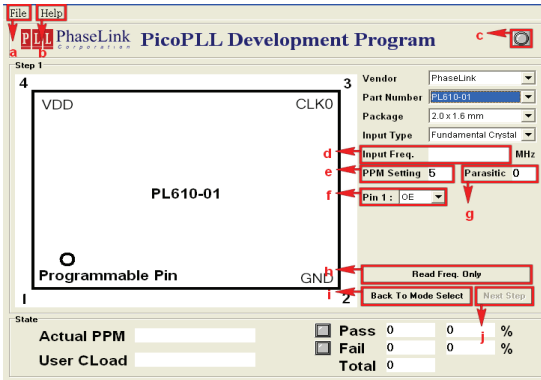 File Help
a b
PLL PhaseLink Corporation PicoPLL Development Program c
Step 1
4 3
VDD CLK0
PL610-01
Programmable Pin GND
1 2
Vendor PhaseLink
Part Number PL610-01
Package 2.0 x 1.6 mm
Input Type Fundamental Crystal
d Input Freq. MHz
e PPM Setting 5 Parasitic 0
f Pin 1 : OE g
h Read Freq. Only
i Back To Mode Select Next Step
j
State
Actual PPM Pass 0 0 %
User CLoad Fail 0 0 %
Total 0